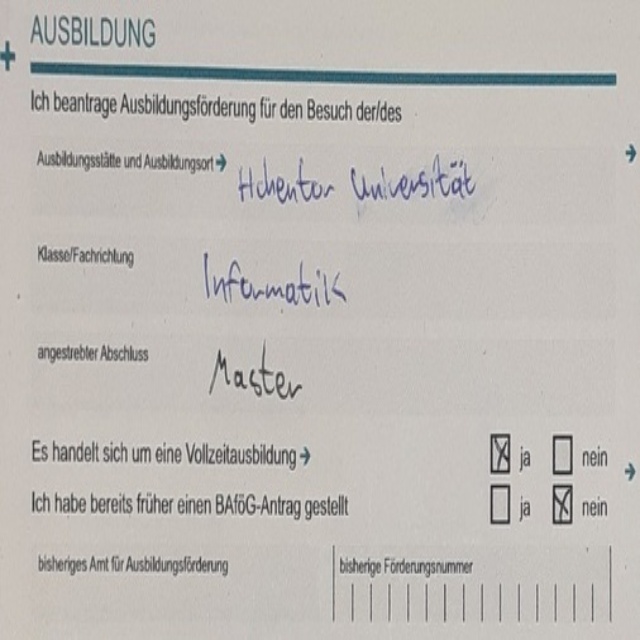 AUSBILDUNG
Ich beantrage Ausbildungsförderung für den Besuch der/des
Ausbildungsstätte und Ausbildungsort
Universität
Klasse/Fachrichtung
Informatik
angestrebter Abschluss
Master
Es handelt sich um eine Vollzeitausbildung ja nein
Ich habe bereits früher einen BAföG-Antrag gestellt ja nein
bisheriges Amt für Ausbildungsförderung
bisherige Förderungsnummer